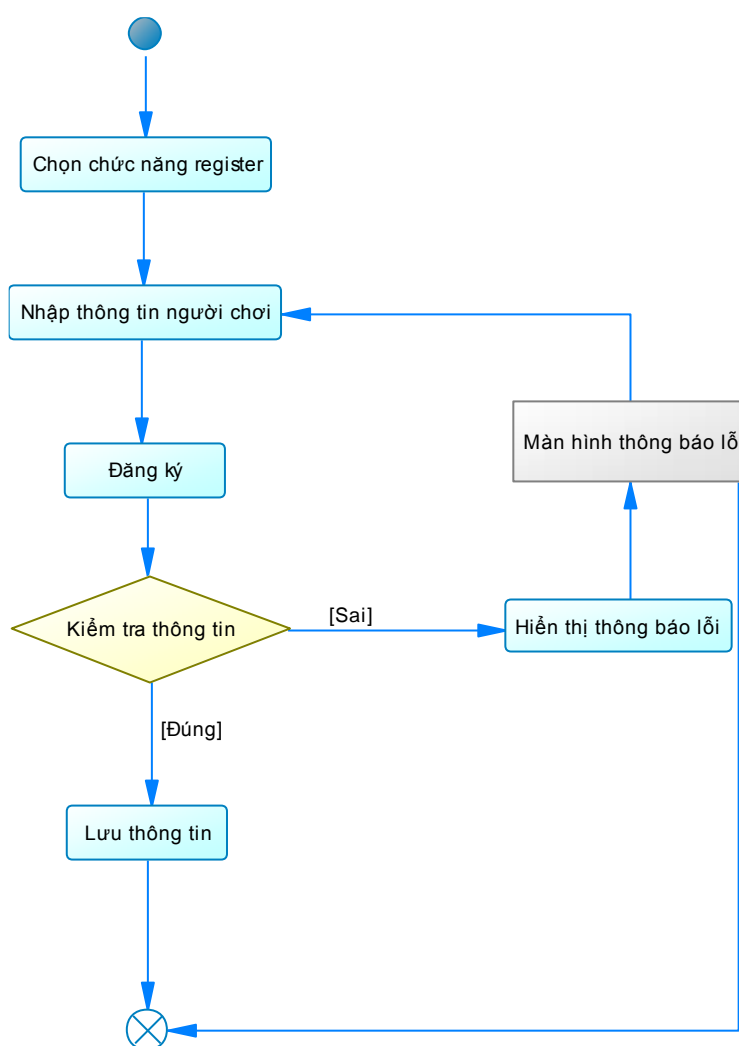 Chọn chức năng register
Nhập thông tin người chơi
Màn hình thông báo lỗ
Đăng ký
Kiểm tra thông tin
[Sai]
Hiển thị thông báo lỗi
[Đúng]
Lưu thông tin